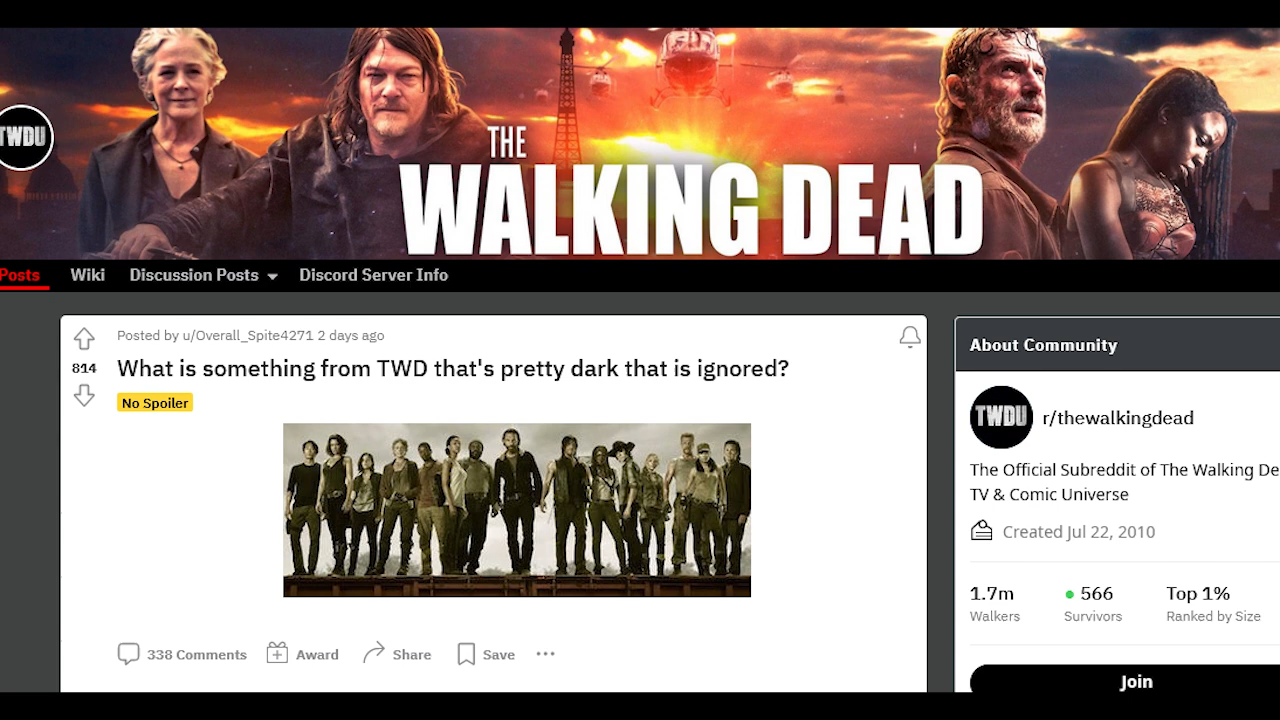 TWDU
THE
WALKING DEAD
Posts
Wiki
Discussion Posts
Discord Server Info
Posted by u/Overall_Spite4271 2 days ago
814
What is something from TWD that's pretty dark that is ignored?
No Spoiler
338 Comments
Award
Share
Save
About Community
TWDU
r/thewalkingdead
The Official Subreddit of The Walking De
TV & Comic Universe
Created Jul 22, 2010
1.7m
566
Top 1%
Walkers
Survivors
Ranked by Size
Join